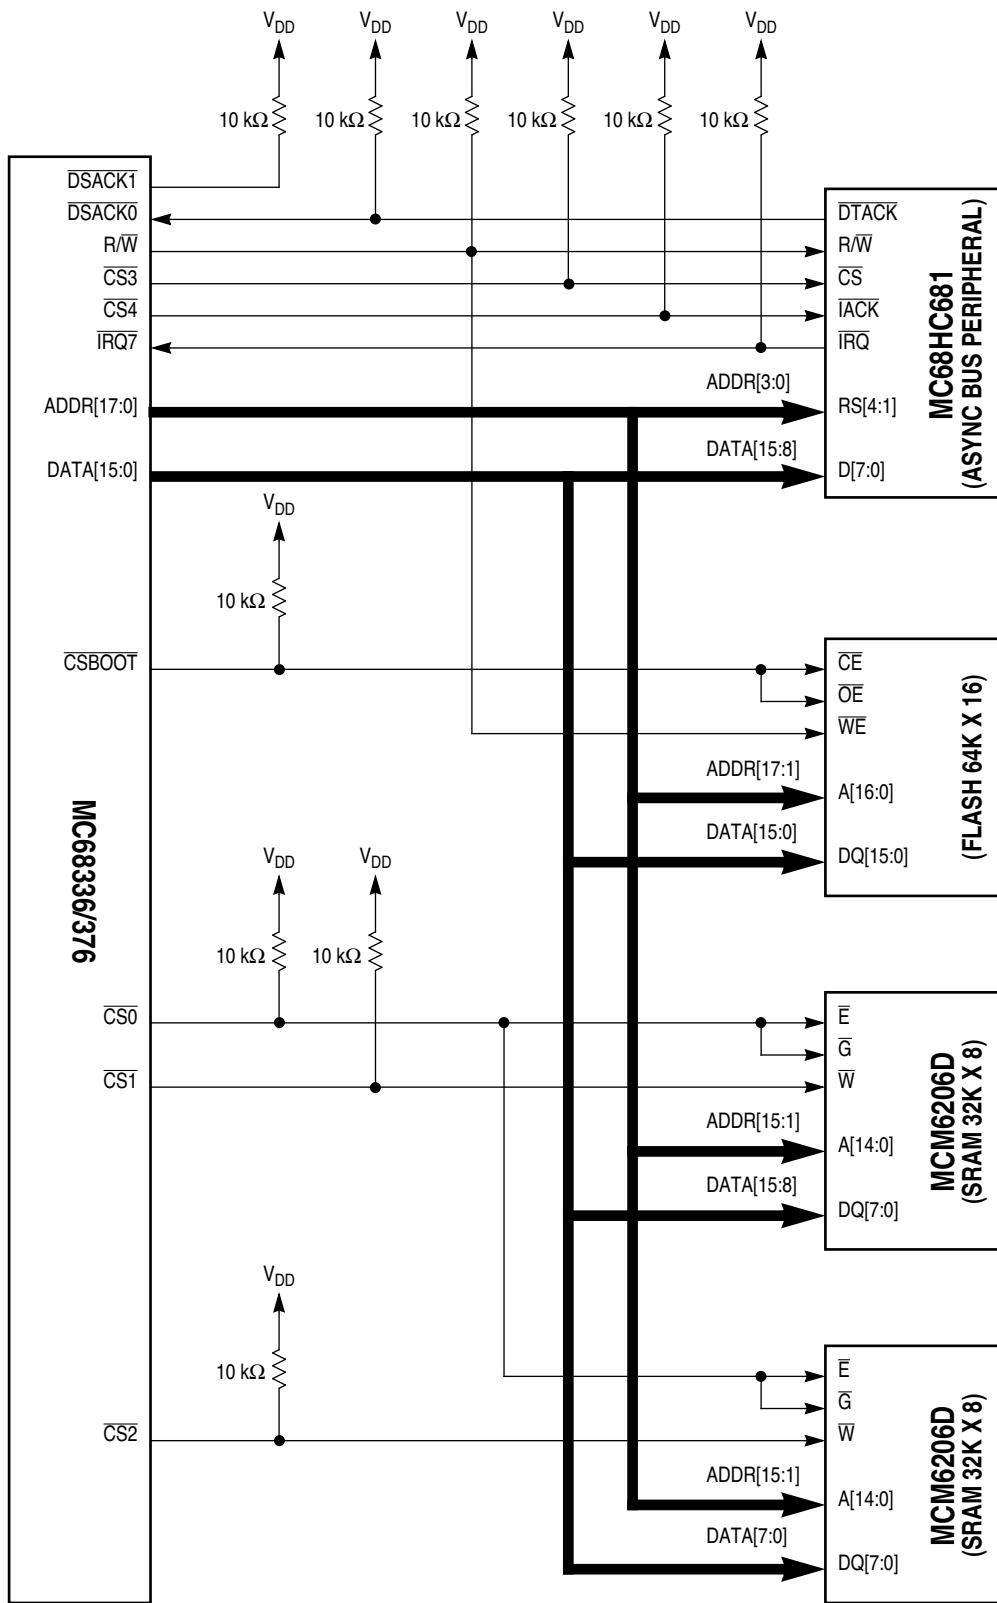 VDD VDD VDD VDD VDD VDD
10 kΩ 10 kΩ 10 kΩ 10 kΩ 10 kΩ 10 kΩ
MC68336/376
DSACK1
DSACK0
R/W
CS3
CS4
IRQ7
ADDR[17:0]
DATA[15:0]
DTACK
R/W
CS
IACK
IRQ
ADDR[3:0]
RS[4:1]
DATA[15:8]
D[7:0]
MC68HC681
(ASYNC BUS PERIPHERAL)
VDD
10 kΩ
CSBOOT
CE
OE
WE
ADDR[17:1]
A[16:0]
DATA[15:0]
DQ[15:0]
(FLASH 64K X 16)
VDD VDD
10 kΩ 10 kΩ
CS0
CS1
E
G
W
ADDR[15:1]
A[14:0]
DATA[15:8]
DQ[7:0]
MCM6206D
(SRAM 32K X 8)
VDD
10 kΩ
CS2
E
G
W
ADDR[15:1]
A[14:0]
DATA[7:0]
DQ[7:0]
MCM6206D
(SRAM 32K X 8)